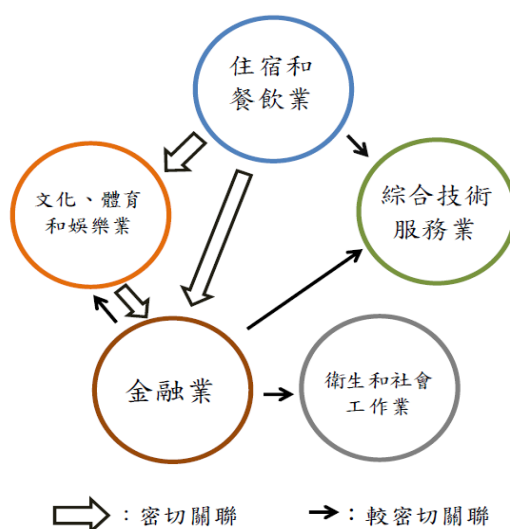 住宿和
餐飲業
文化、體育
和娛樂業
綜合技術
服務業
金融業
衛生和社會
工作業
：密切關聯
：較密切關聯